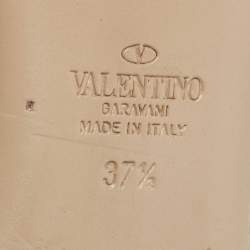 VALENTINO
GARAVANI
MADE IN ITALY
37½